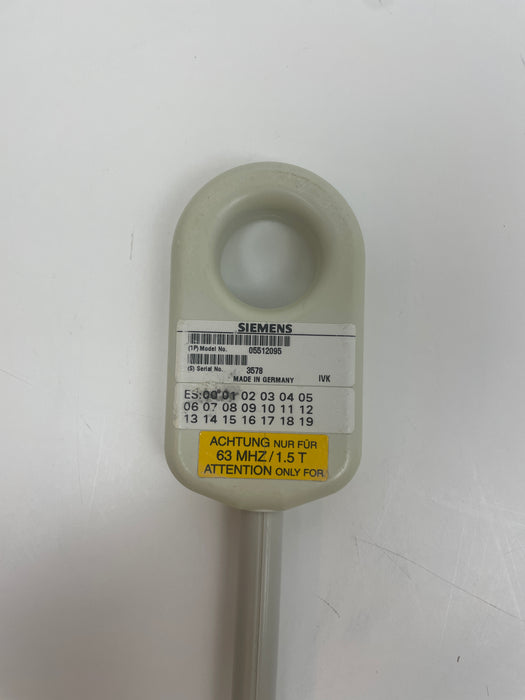 SIEMENS
(1P) Model No. 05512095
(S) Serial No. 3578
MADE IN GERMANY IVK
ES:00 01 02 03 04 05
06 07 08 09 10 11 12
13 14 15 16 17 18 19
ACHTUNG NUR FÜR
63 MHZ/1.5 T
ATTENTION ONLY FOR